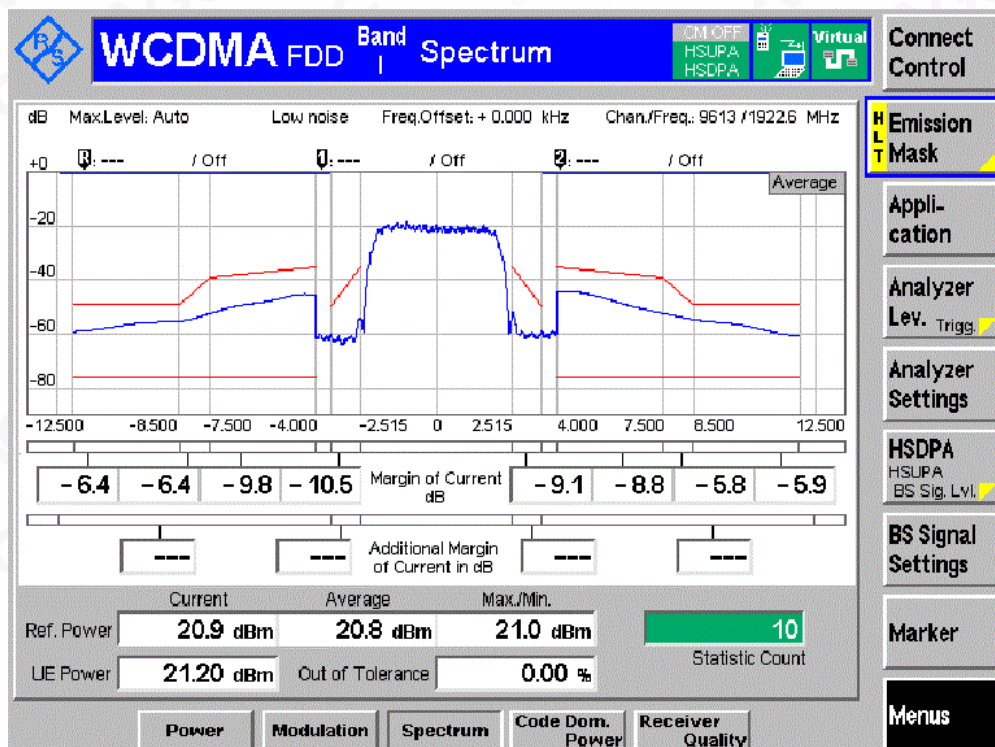 R/S WCDMA FDD Band I Spectrum
CM OFF
HSUPA
HSDPA
Virtual
Connect Control
dB Max.Level: Auto Low noise Freq.Offset: + 0.000 kHz Chan./Freq.: 9613 / 1922.6 MHz
HLT Emission Mask
+0 R: --- / Off 1: --- / Off 2: --- / Off
Average
-20
-40
-60
-80
Appli-
cation
Analyzer
Lev. Trigg.
Analyzer
Settings
-12.500 -8.500 -7.500 -4.000 -2.515 0 2.515 4.000 7.500 8.500 12.500
HSDPA
HSUPA
BS Sig. Lvl.
- 6.4 - 6.4 - 9.8 - 10.5 Margin of Current dB - 9.1 - 8.8 - 5.8 - 5.9
--- --- Additional Margin of Current in dB --- ---
BS Signal
Settings
Current Average Max./Min.
Ref. Power 20.9 dBm 20.8 dBm 21.0 dBm 10
Statistic Count
UE Power 21.20 dBm Out of Tolerance 0.00 %
Marker
Menus
Power Modulation Spectrum Code Dom. Power Receiver Quality